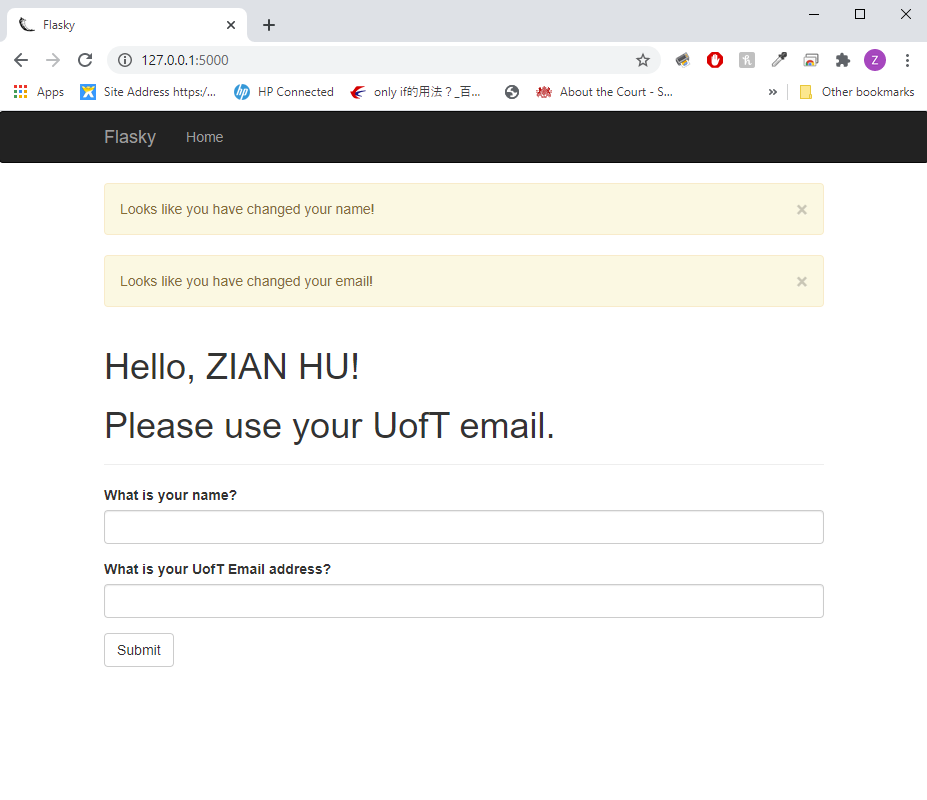 Flasky
127.0.0.1:5000
Z
Apps
Site Address https:/...
HP Connected
only if的用法？_百...
About the Court - S...
»
Other bookmarks
Flasky
Home
Looks like you have changed your name!
×
Looks like you have changed your email!
×
Hello, ZIAN HU!
Please use your UofT email.
What is your name?
What is your UofT Email address?
Submit